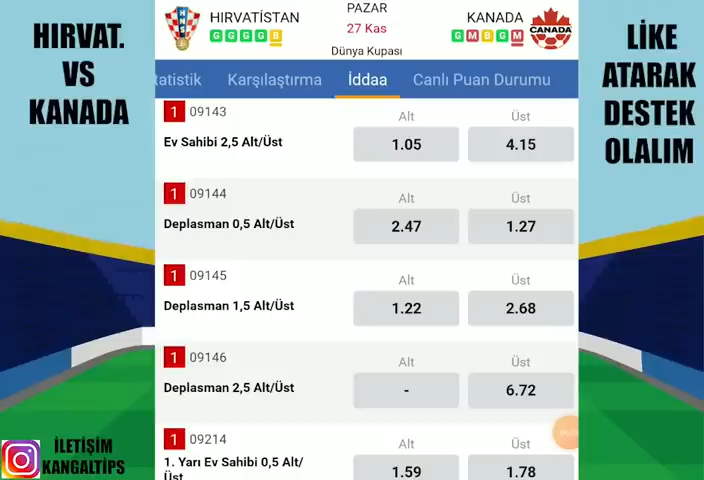 HIRVAT.
VS
KANADA
HIRVATİSTAN
G G G G B
PAZAR
27 Kas
Dünya Kupası
KANADA
G M B G M
CANADA
LİKE
ATARAK
DESTEK
OLALIM
tatistik Karşılaştırma İddaa Canlı Puan Durumu
1 09143 Alt Üst
Ev Sahibi 2,5 Alt/Üst 1.05 4.15
1 09144 Alt Üst
Deplasman 0,5 Alt/Üst 2.47 1.27
1 09145 Alt Üst
Deplasman 1,5 Alt/Üst 1.22 2.68
1 09146 Alt Üst
Deplasman 2,5 Alt/Üst - 6.72
1 09214 Alt Üst
1. Yarı Ev Sahibi 0,5 Alt/
Üst 1.59 1.78
İLETİŞİM
KANGALTİPS